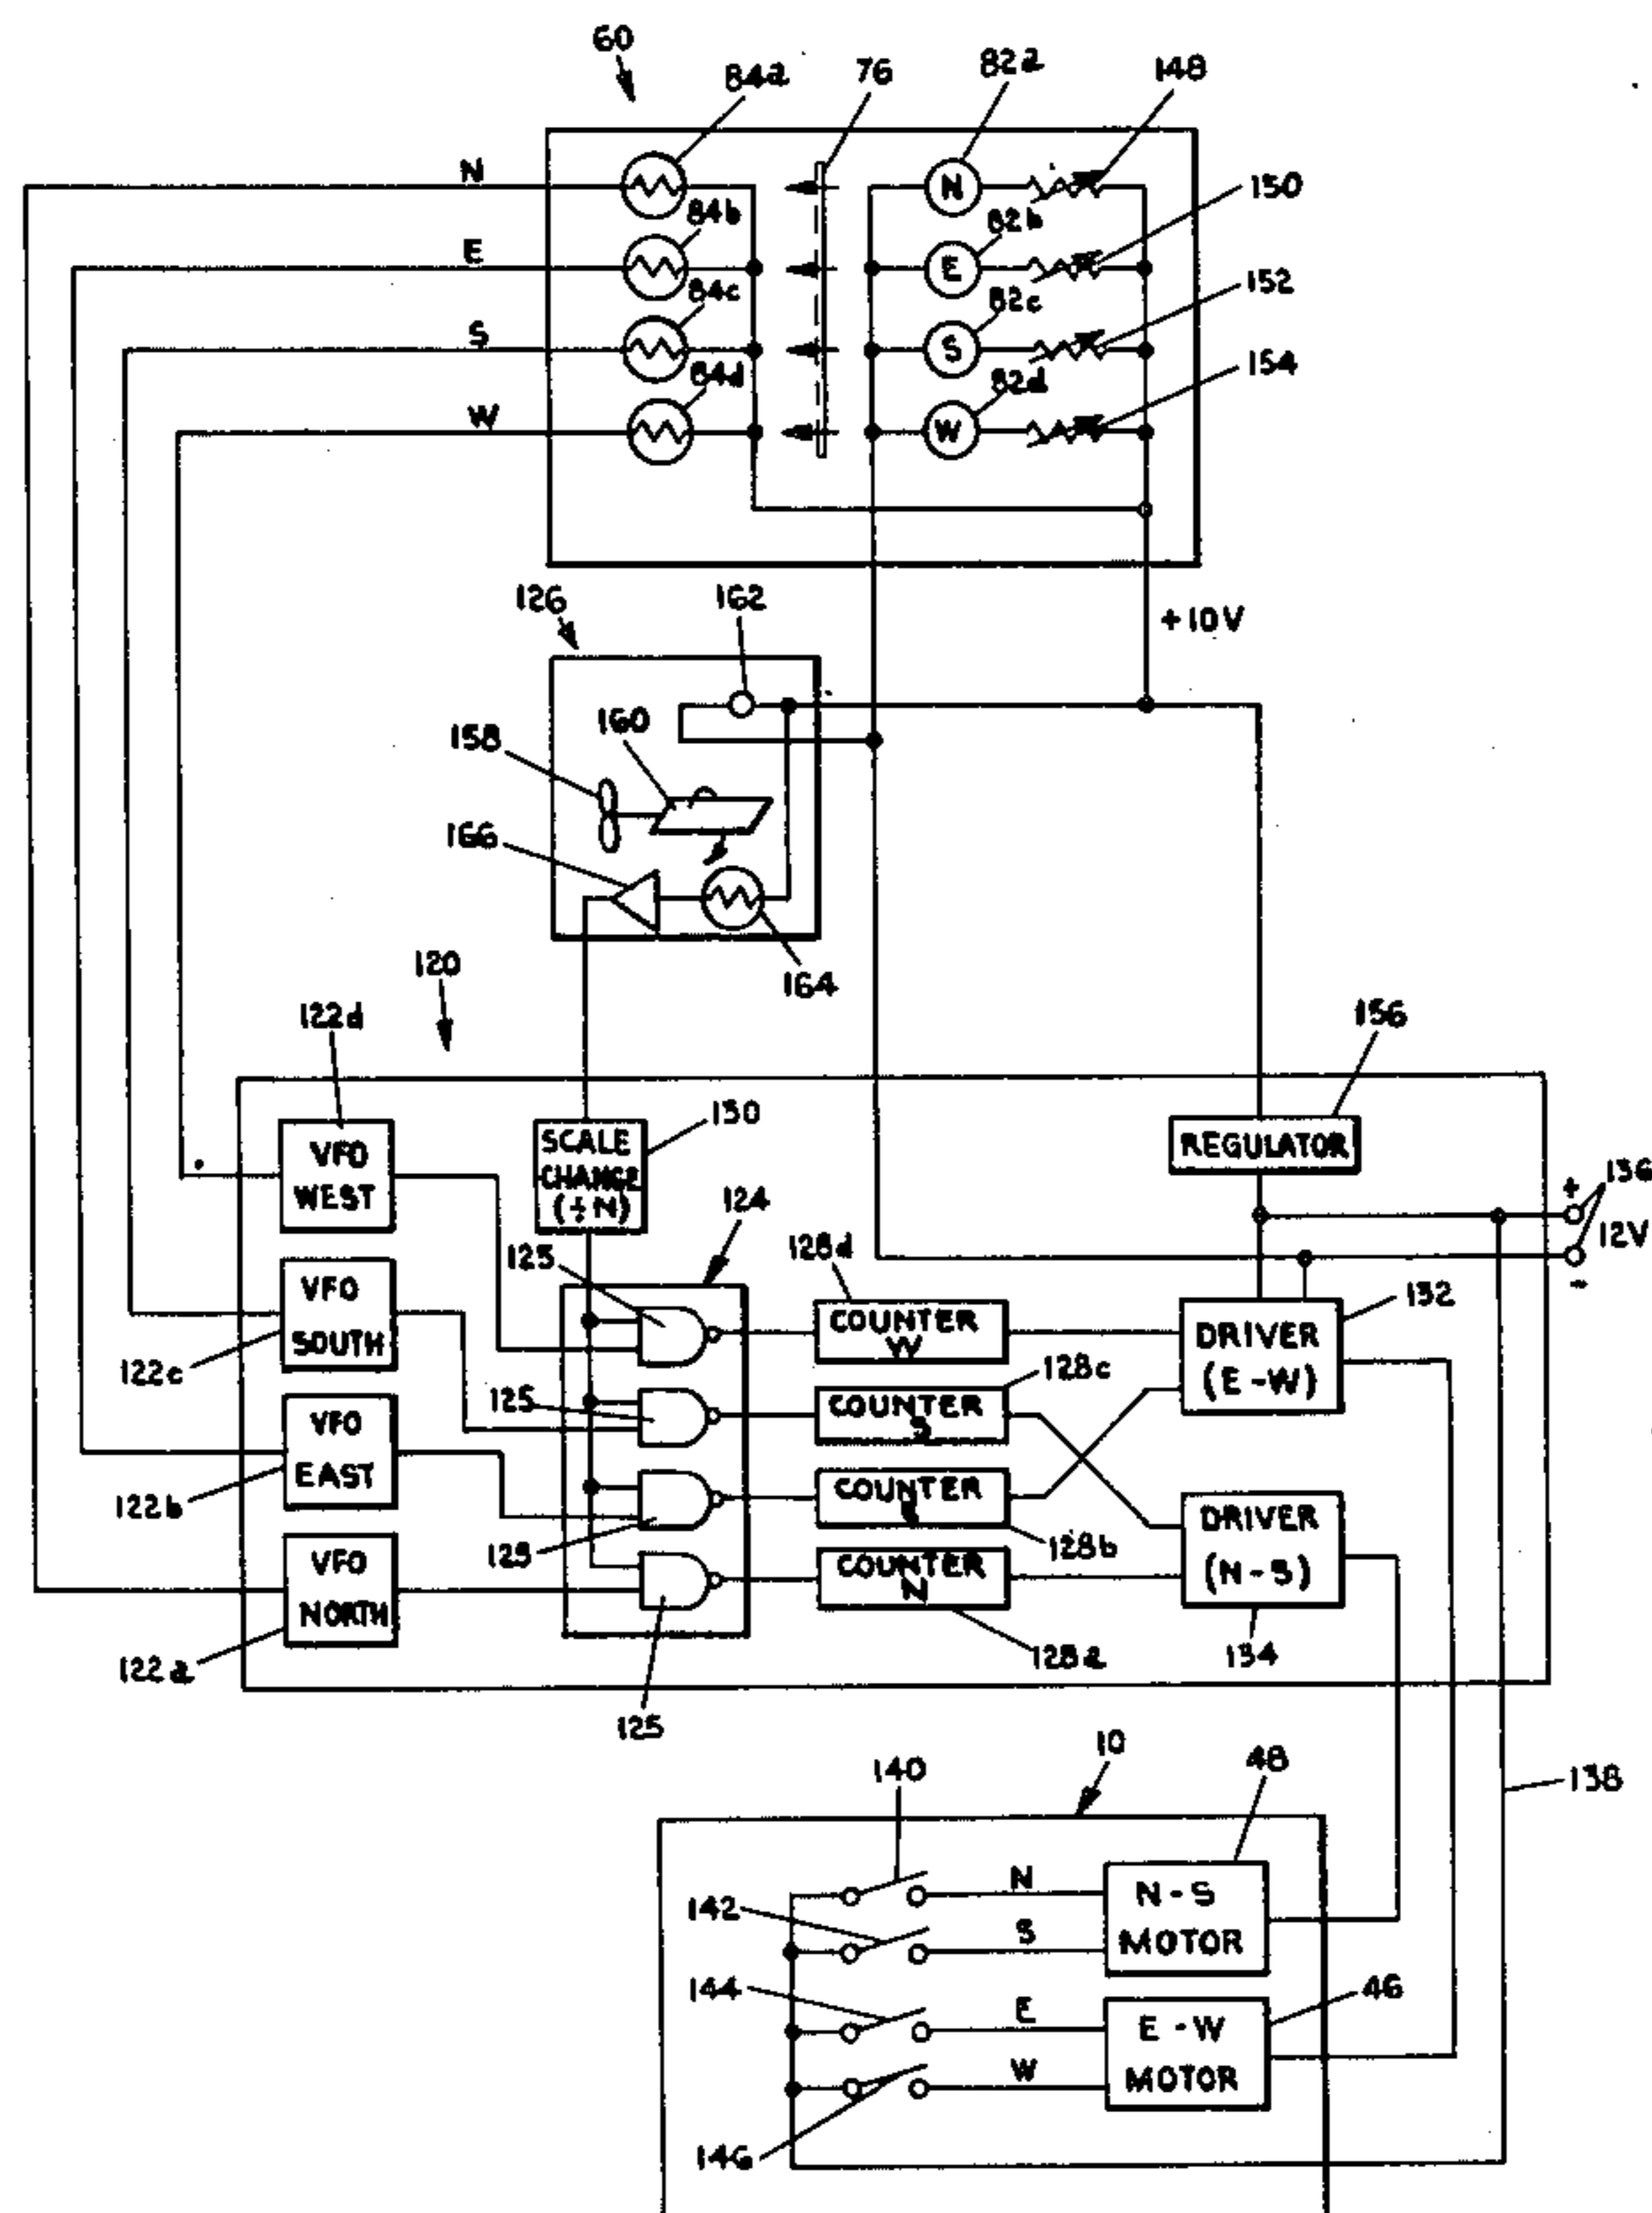 60
84a
76
82a
148
N
N
84b
82b
150
E
E
84c
82c
152
S
S
84d
82d
154
W
W
+10V
126
162
160
158
166
164
120
122d
156
VFO
WEST
SCALE
CHANGE
(÷N)
130
REGULATOR
+
136
12V
-
124
125
128d
COUNTER
W
132
DRIVER
(E-W)
VFO
SOUTH
122c
125
128c
COUNTER
S
VFO
EAST
122b
125
COUNTER
128b
DRIVER
(N-S)
134
VFO
NORTH
122a
COUNTER
N
128a
125
10
140
48
138
N
N-S
MOTOR
142
S
144
E
46
E-W
MOTOR
W
146